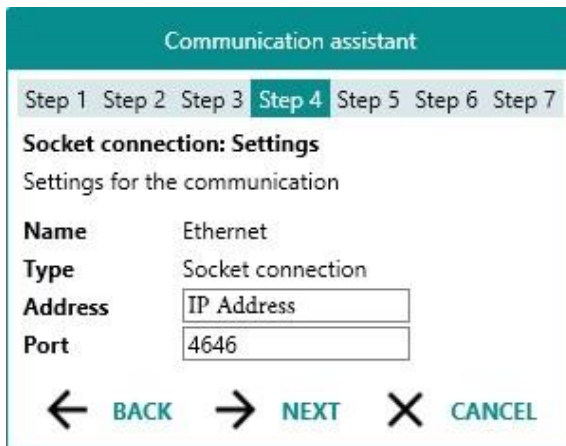 Communication assistant
Step 1 Step 2 Step 3 Step 4 Step 5 Step 6 Step 7
Socket connection: Settings
Settings for the communication
Name Ethernet
Type Socket connection
Address IP Address
Port 4646
BACK NEXT CANCEL